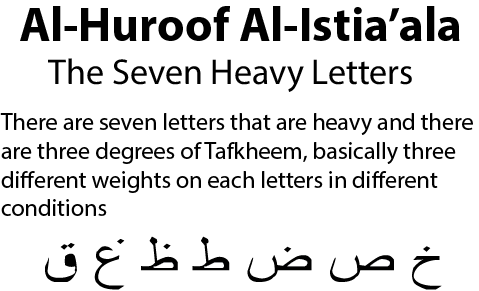 Al-Huroof Al-Istia’ala
The Seven Heavy Letters
There are seven letters that are heavy and there
are three degrees of Tafkheem, basically three
different weights on each letters in different
conditions
خ ص ض ط ظ غ ق